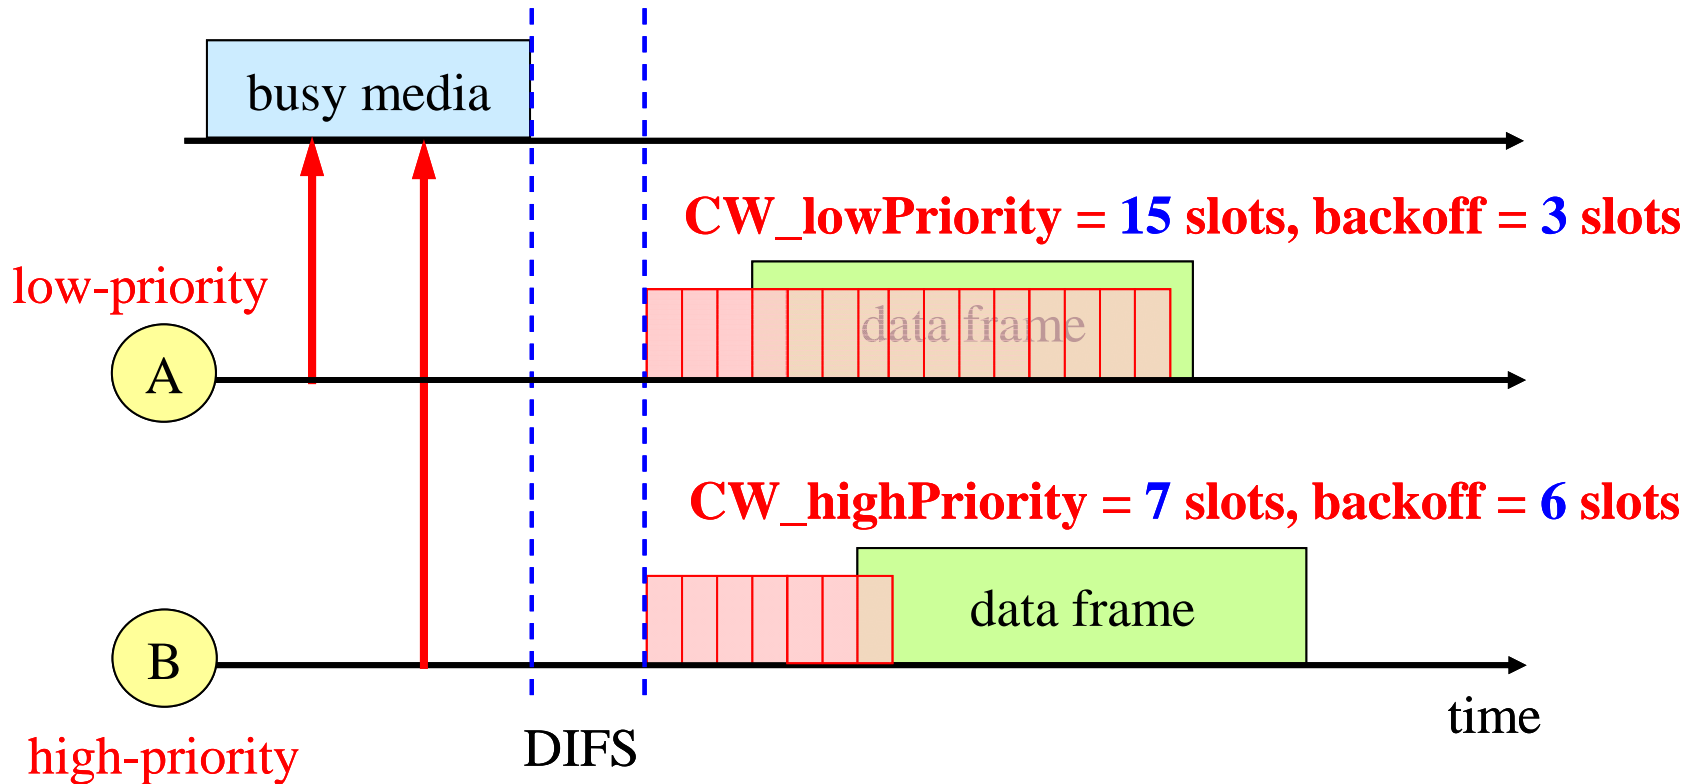 busy media
CW_lowPriority = 15 slots, backoff = 3 slots
low-priority
data frame
A
CW_highPriority = 7 slots, backoff = 6 slots
data frame
B
time
DIFS
high-priority